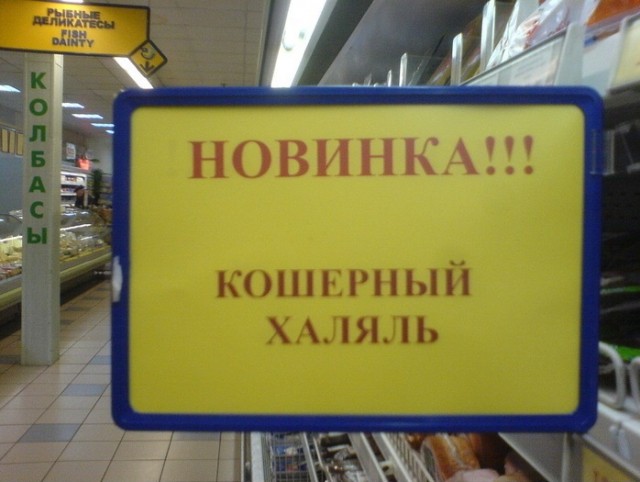 РЫБНЫЕ
ДЕЛИКАТЕСЫ
FISH
DAINTY
КОЛБАСЫ
НОВИНКА!!!
КОШЕРНЫЙ
ХАЛЯЛЬ